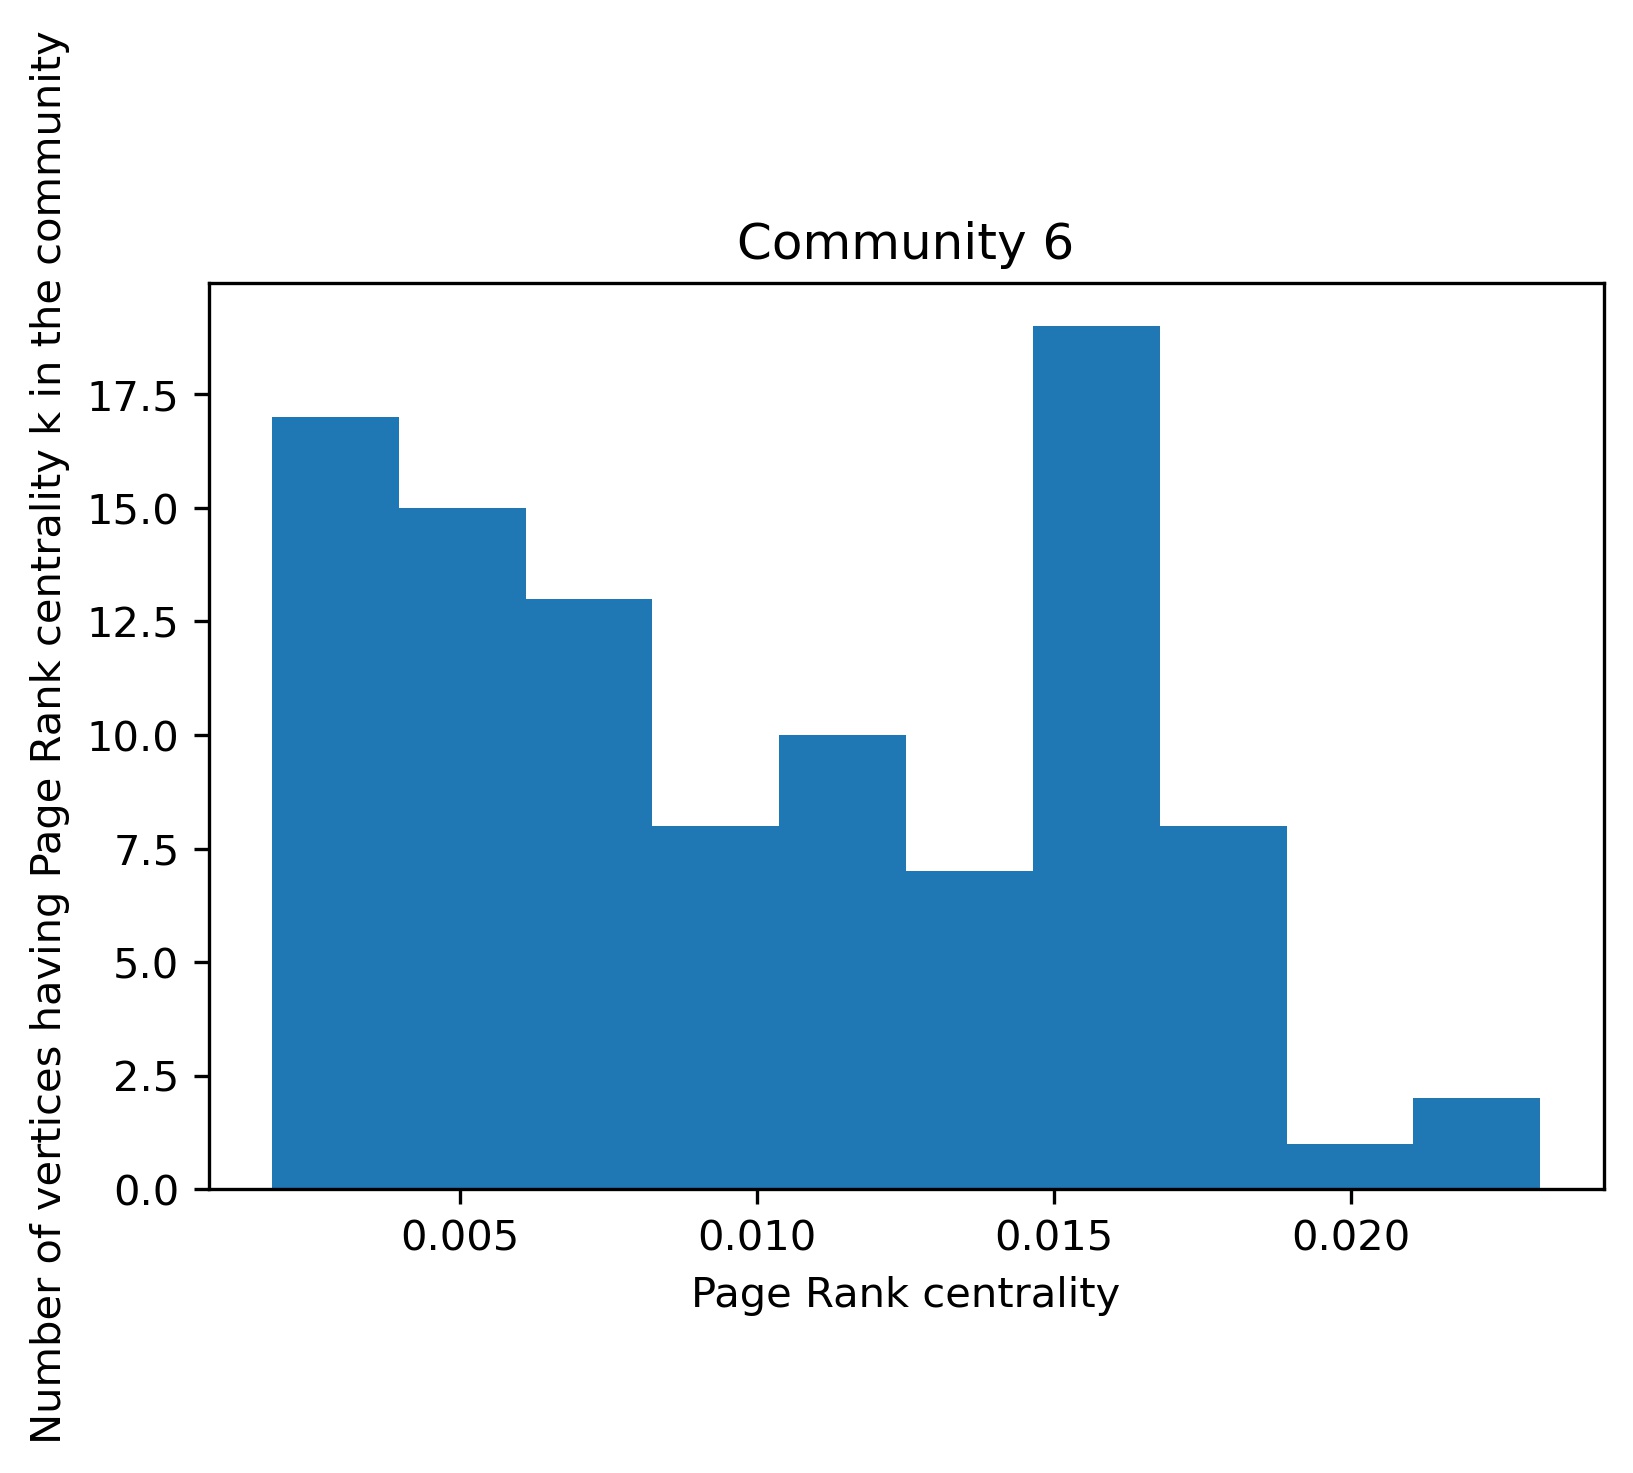 Community 6
Number of vertices having Page Rank centrality k in the community
17.5
15.0
12.5
10.0
7.5
5.0
2.5
0.0
0.005 0.010 0.015 0.020
Page Rank centrality